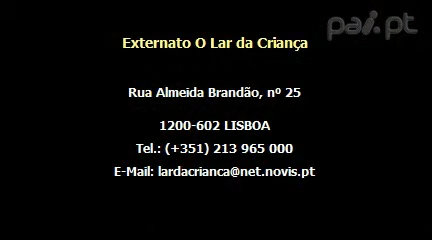 pai.pt
Externato O Lar da Criança
Rua Almeida Brandão, nº 25
1200-602 LISBOA
Tel.: (+351) 213 965 000
E-Mail: lardacrianca@net.novis.pt